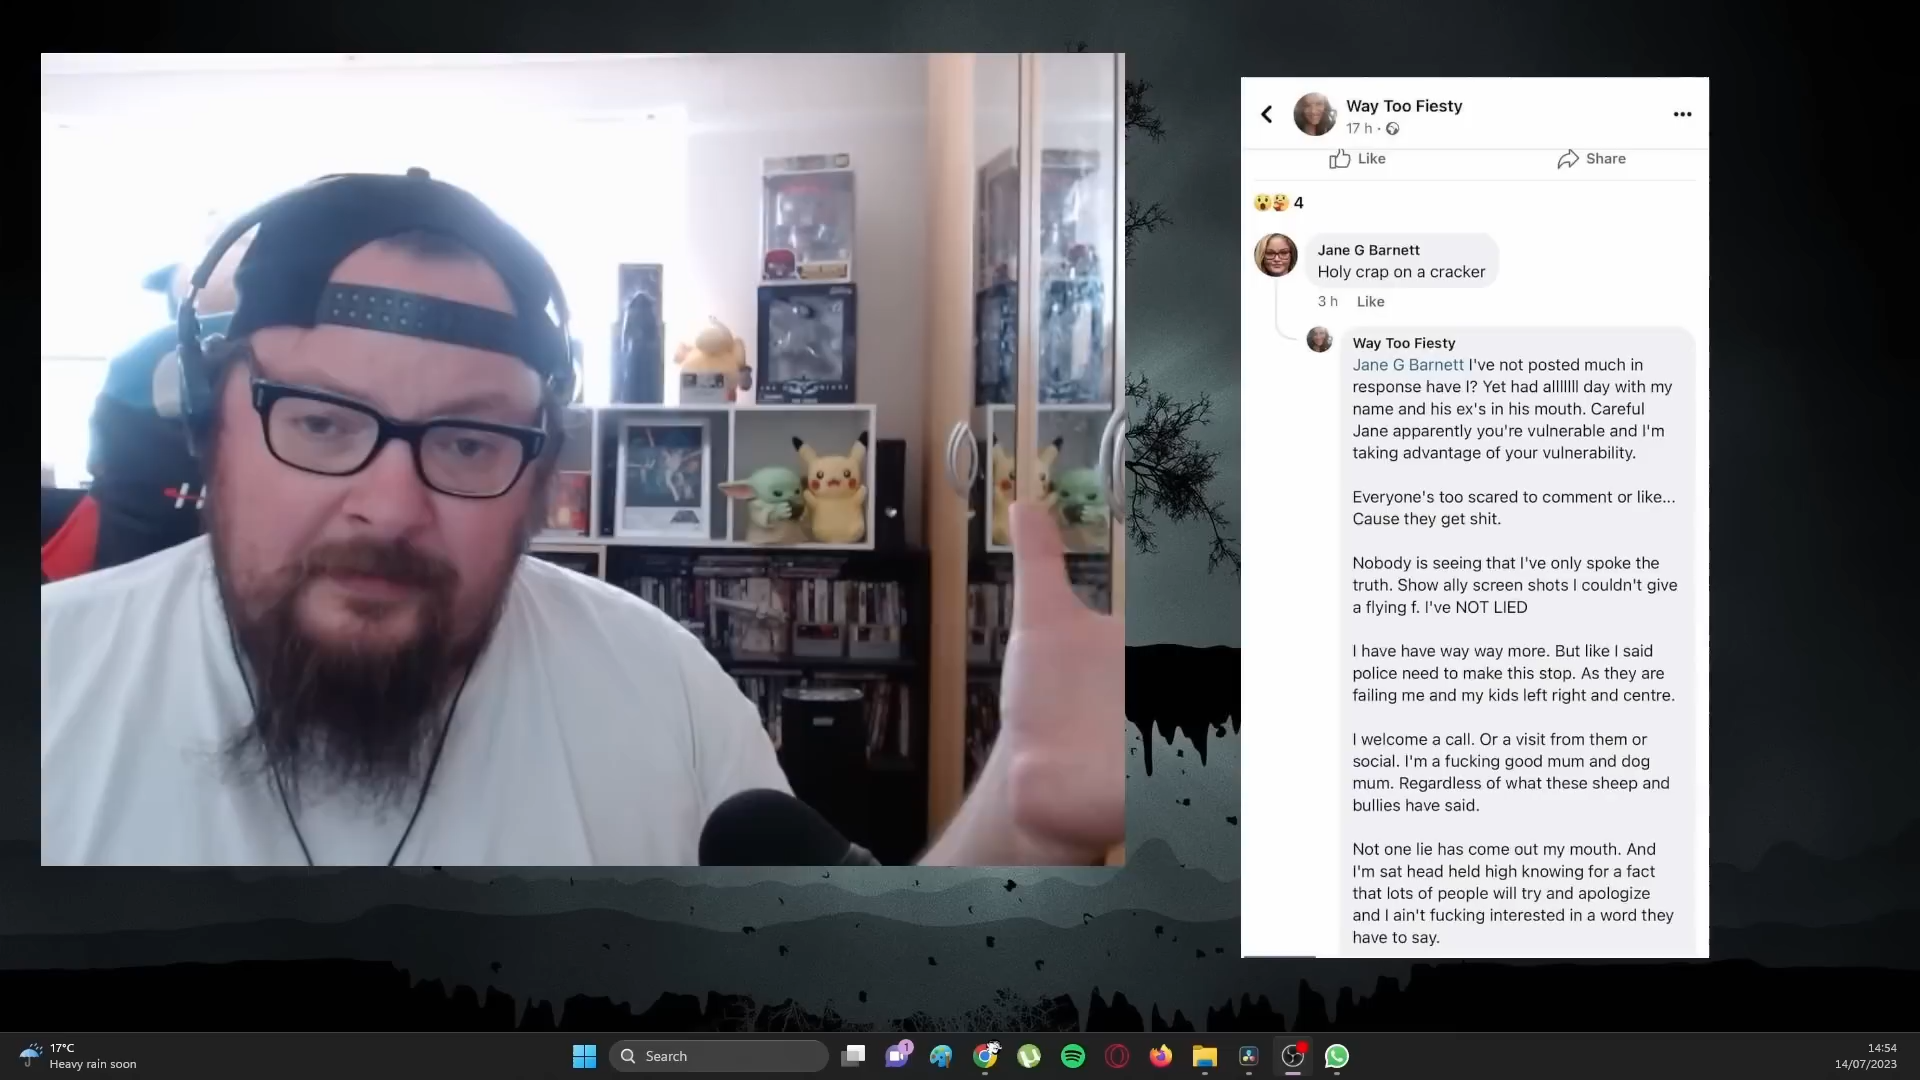 Way Too Fiesty
17 h ·
Like
Share
4
Jane G Barnett
Holy crap on a cracker
3 h Like
Way Too Fiesty
Jane G Barnett I've not posted much in
response have I? Yet had alllllll day with my
name and his ex's in his mouth. Careful
Jane apparently you're vulnerable and I'm
taking advantage of your vulnerability.
Everyone's too scared to comment or like...
Cause they get shit.
Nobody is seeing that I've only spoke the
truth. Show ally screen shots I couldn't give
a flying f. I've NOT LIED
I have have way way more. But like I said
police need to make this stop. As they are
failing me and my kids left right and centre.
I welcome a call. Or a visit from them or
social. I'm a fucking good mum and dog
mum. Regardless of what these sheep and
bullies have said.
Not one lie has come out my mouth. And
I'm sat head held high knowing for a fact
that lots of people will try and apologize
and I ain't fucking interested in a word they
have to say.
17°C
Heavy rain soon
Search
1
14:54
14/07/2023